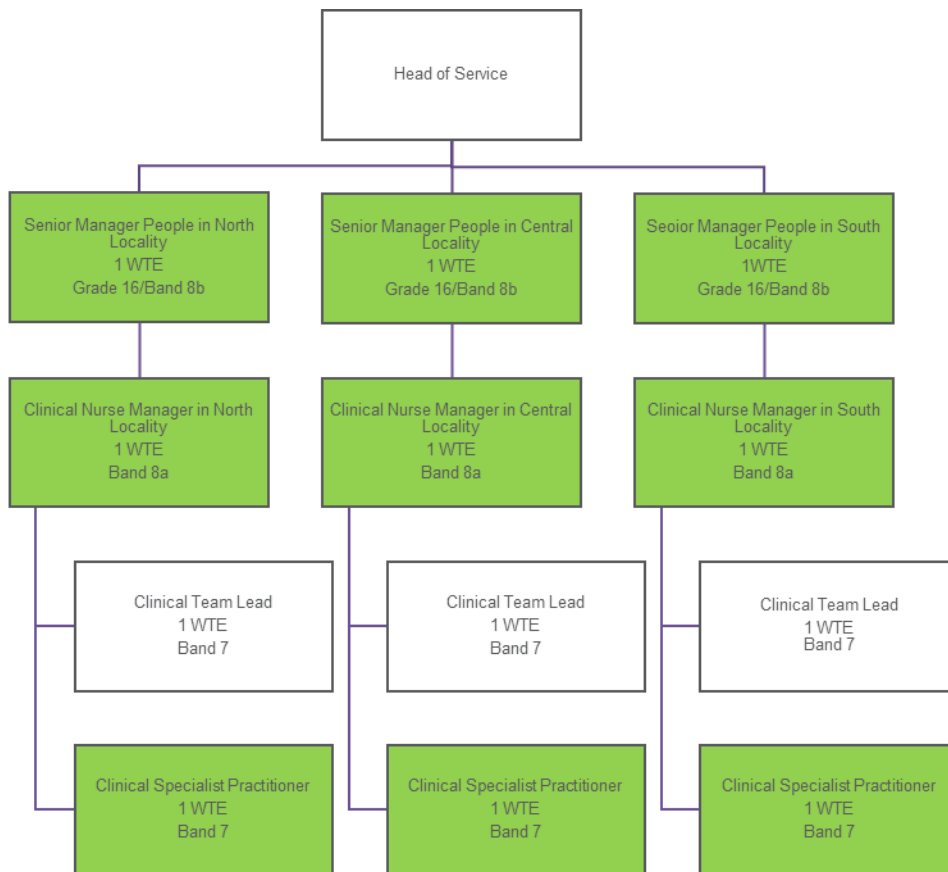 Head of Service
Senior Manager People in North
Locality
1 WTE
Grade 16/Band 8b
Senior Manager People in Central
Locality
1 WTE
Grade 16/Band 8b
Seoior Manager People in South
Locality
1WTE
Grade 16/Band 8b
Clinical Nurse Manager in North
Locality
1 WTE
Band 8a
Clinical Nurse Manager in Central
Locality
1 WTE
Band 8a
Clinical Nurse Manager in South
Locality
1 WTE
Band 8a
Clinical Team Lead
1 WTE
Band 7
Clinical Team Lead
1 WTE
Band 7
Clinical Team Lead
1 WTE
Band 7
Clinical Specialist Practitioner
1 WTE
Band 7
Clinical Specialist Practitioner
1 WTE
Band 7
Clinical Specialist Practitioner
1 WTE
Band 7